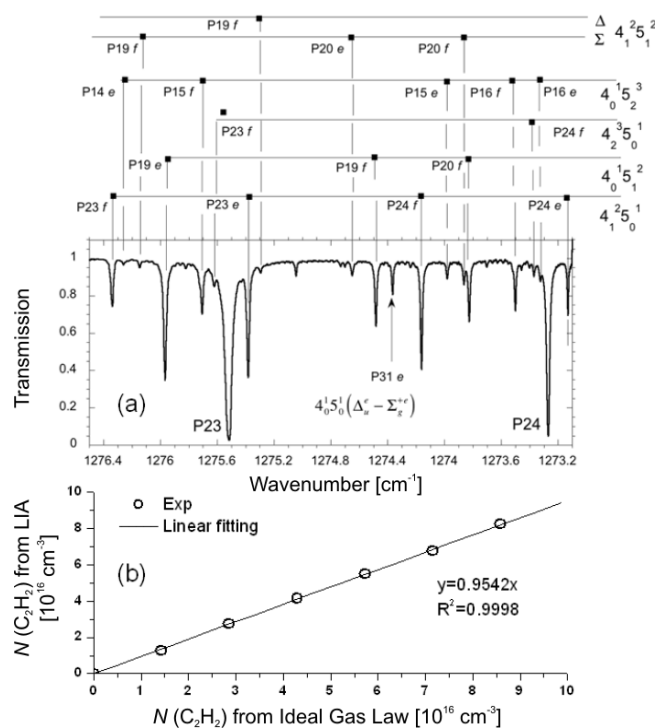 P19 f
Δ
P19 f P20 e P20 f Σ 4₁²5₁²
P14 e P15 f P15 e P16 f P16 e 4₀¹5₂³
P23 f P24 f 4₂³5₀¹
P19 e P19 f P20 f 4₀¹5₁²
P23 f P23 e P24 f P24 e 4₁²5₀¹
1
0.8
0.6
0.4
0.2
0
Transmission
(a)
P23
P31 e
4₀¹5₀¹(Δᵤᵉ − Σg⁺ᵉ)
P24
1276.4 1276 1275.6 1275.2 1274.8 1274.4 1274 1273.6 1273.2
Wavenumber [cm⁻¹]
10
8
6
4
2
0
N (C₂H₂) from LIA
[10¹⁶ cm⁻³]
Exp
Linear fitting
(b)
y=0.9542x
R²=0.9998
0 1 2 3 4 5 6 7 8 9 10
N (C₂H₂) from Ideal Gas Law [10¹⁶ cm⁻³]